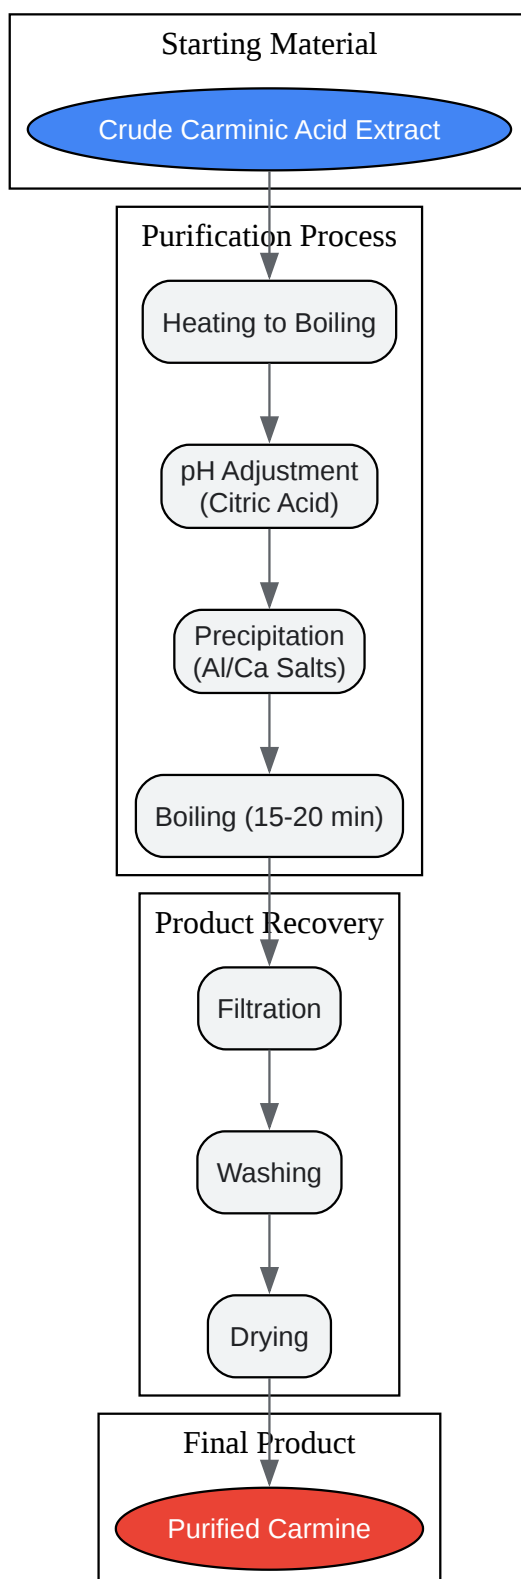 Starting Material
Crude Carminic Acid Extract
Purification Process
Heating to Boiling
pH Adjustment
(Citric Acid)
Precipitation
(Al/Ca Salts)
Boiling (15-20 min)
Product Recovery
Filtration
Washing
Drying
Final Product
Purified Carmine